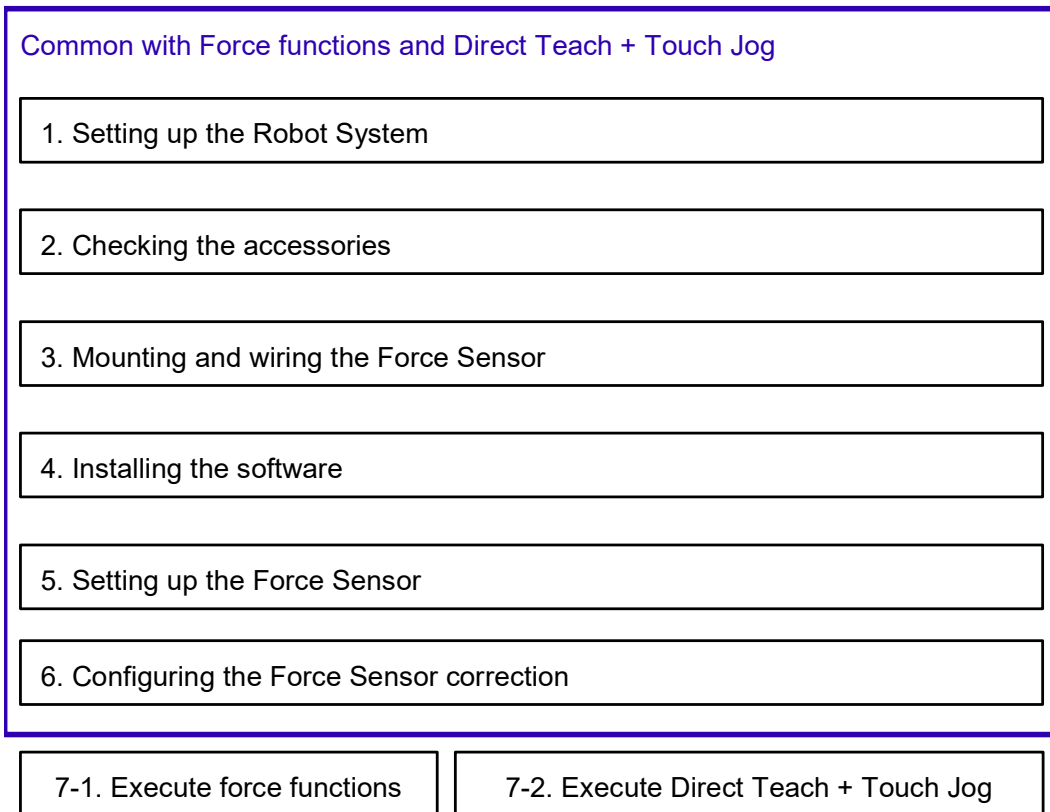 Common with Force functions and Direct Teach + Touch Jog
1. Setting up the Robot System
2. Checking the accessories
3. Mounting and wiring the Force Sensor
4. Installing the software
5. Setting up the Force Sensor
6. Configuring the Force Sensor correction
7-1. Execute force functions
7-2. Execute Direct Teach + Touch Jog